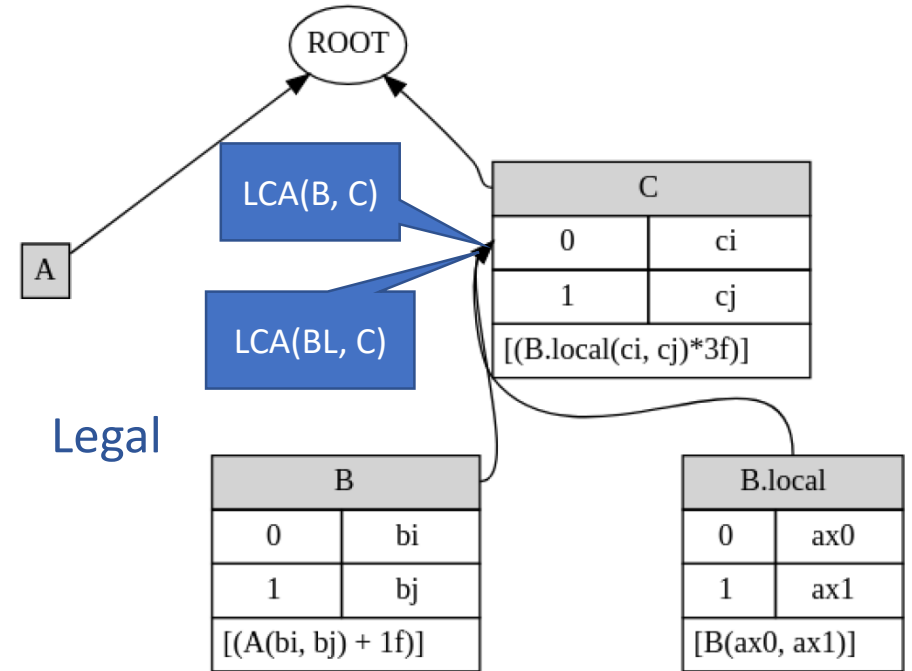 ROOT
LCA(B, C)
C
0 ci
A
1 cj
LCA(BL, C)
[(B.local(ci, cj)*3f)]
Legal
B
0 bi
1 bj
[(A(bi, bj) + 1f)]
B.local
0 ax0
1 ax1
[B(ax0, ax1)]